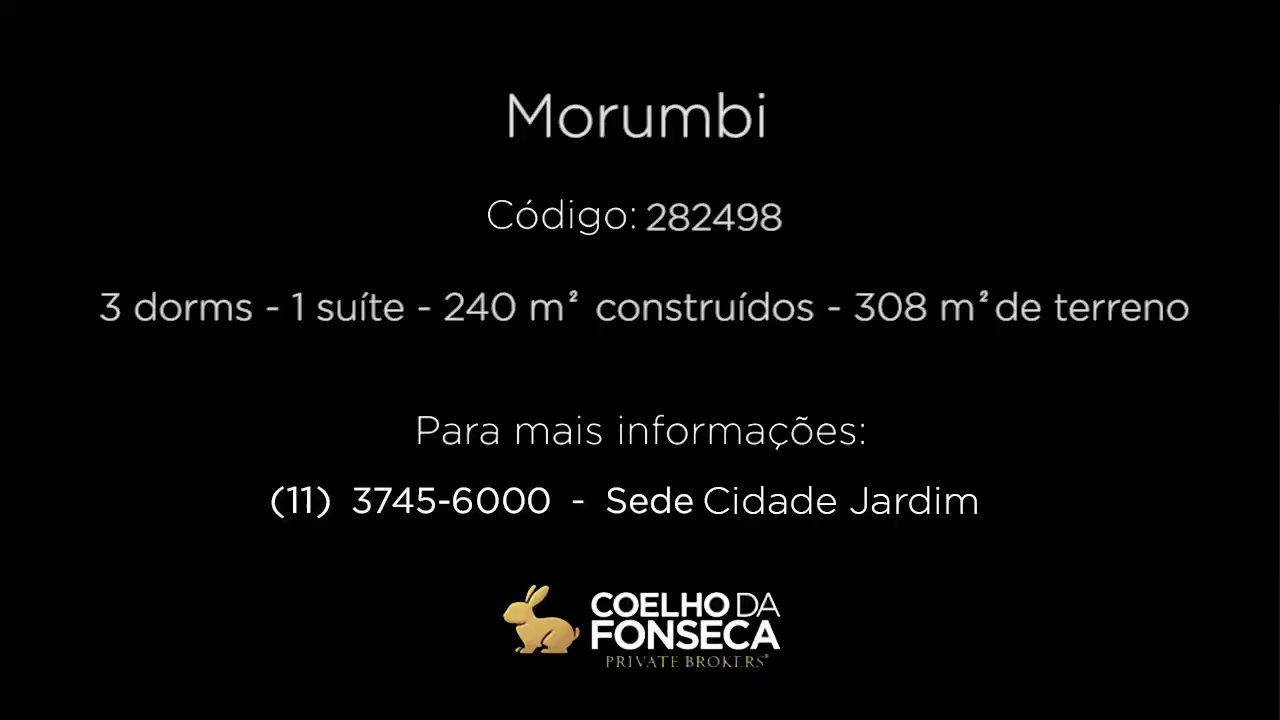 Morumbi
Código: 282498
3 dorms - 1 suíte - 240 m² construídos - 308 m² de terreno
Para mais informações:
(11) 3745-6000 - Sede Cidade Jardim
COELHO DA
FONSECA
PRIVATE BROKERS®